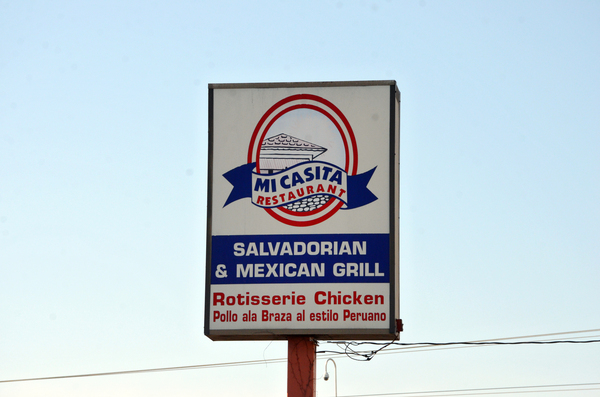 MI CASITA
RESTAURANT
SALVADORIAN
& MEXICAN GRILL
Rotisserie Chicken
Pollo ala Braza al estilo Peruano